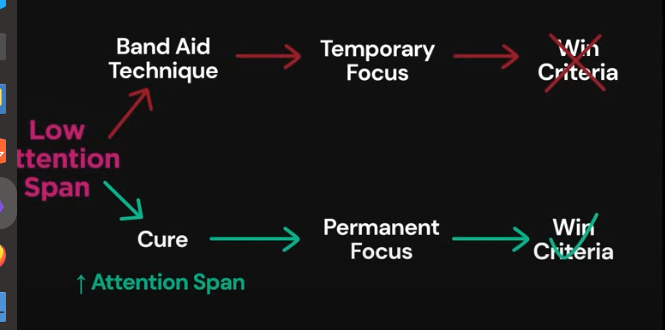 Band Aid
Technique
Temporary
Focus
Win
Criteria
Low
ttention
Span
Cure
Permanent
Focus
Win
Criteria
↑ Attention Span